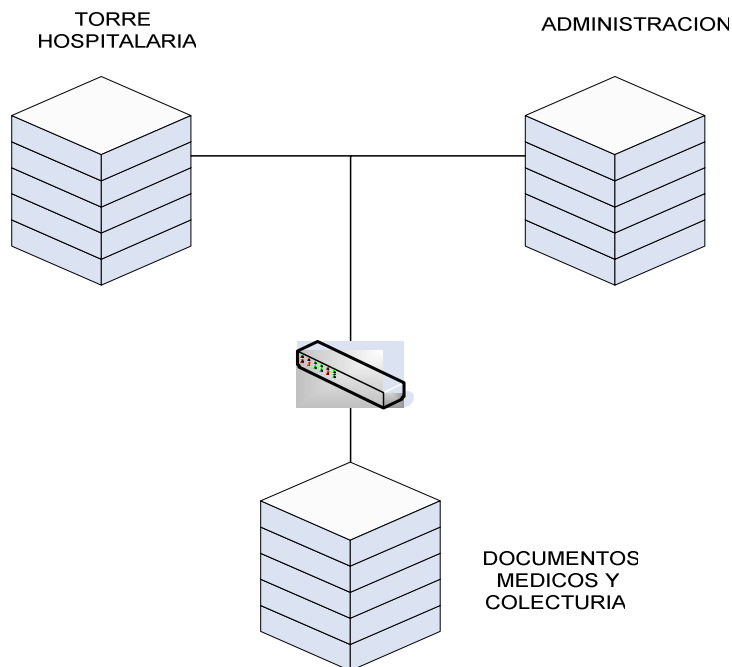 TORRE
HOSPITALARIA
ADMINISTRACION
DOCUMENTOS
MEDICOS Y
COLECTURIA